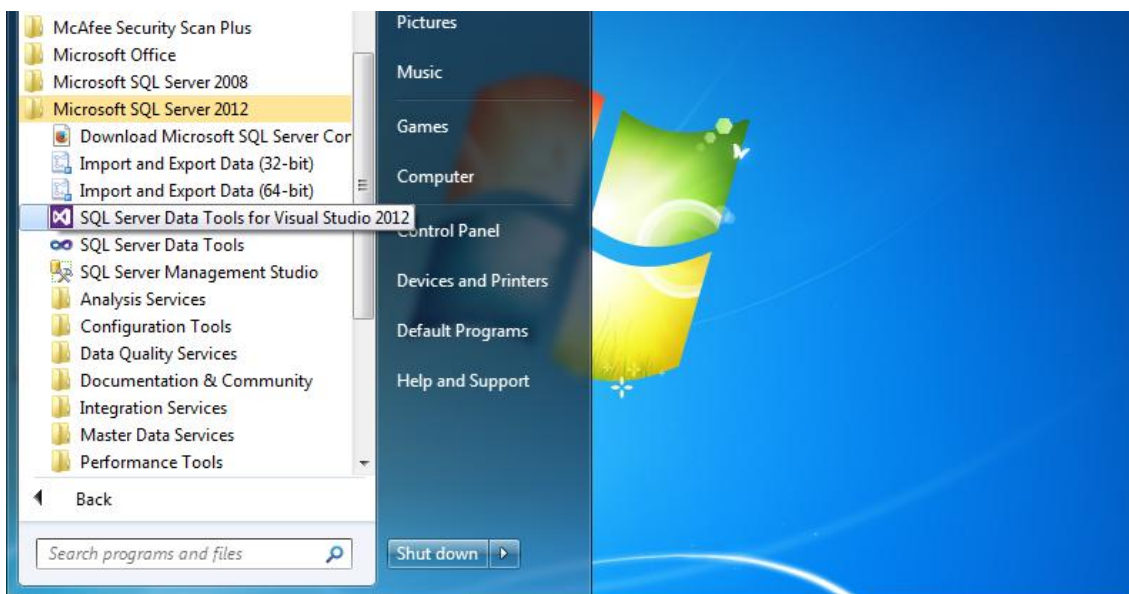 McAfee Security Scan Plus
Microsoft Office
Microsoft SQL Server 2008
Microsoft SQL Server 2012
Download Microsoft SQL Server Con
Import and Export Data (32-bit)
Import and Export Data (64-bit)
SQL Server Data Tools for Visual Studio 2012
SQL Server Data Tools
SQL Server Management Studio
Analysis Services
Configuration Tools
Data Quality Services
Documentation & Community
Integration Services
Master Data Services
Performance Tools
Back
Search programs and files
Pictures
Music
Games
Computer
Control Panel
Devices and Printers
Default Programs
Help and Support
Shut down